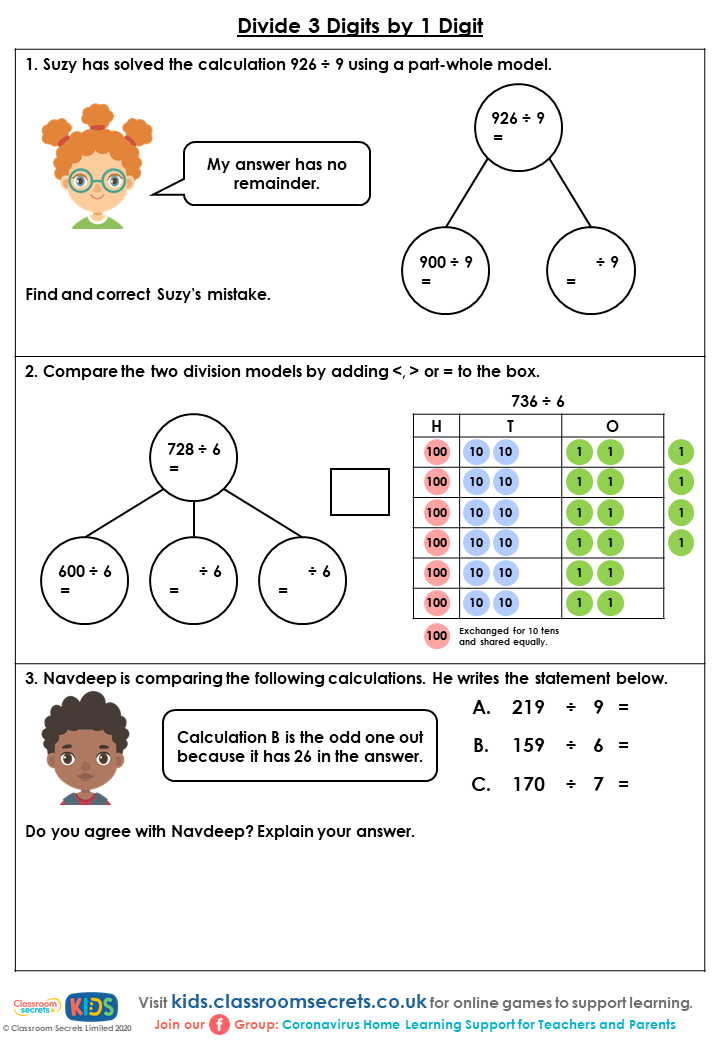 Divide 3 Digits by 1 Digit
1. Suzy has solved the calculation 926 ÷ 9 using a part-whole model.
My answer has no
remainder.
926 ÷ 9
=
900 ÷ 9
=
÷ 9
=
Find and correct Suzy's mistake.
2. Compare the two division models by adding <, > or = to the box.
728 ÷ 6
=
600 ÷ 6
=
÷ 6
=
÷ 6
=
736 ÷ 6
H T O
100 10 10 1 1 1
100 10 10 1 1 1
100 10 10 1 1 1
100 10 10 1 1 1
100 10 10 1 1
100 10 10 1 1
100 Exchanged for 10 tens
and shared equally.
3. Navdeep is comparing the following calculations. He writes the statement below.
Calculation B is the odd one out
because it has 26 in the answer.
A. 219 ÷ 9 =
B. 159 ÷ 6 =
C. 170 ÷ 7 =
Do you agree with Navdeep? Explain your answer.
Classroom
secrets
KIDS
© Classroom Secrets Limited 2020
Visit kids.classroomsecrets.co.uk for online games to support learning.
Join our f Group: Coronavirus Home Learning Support for Teachers and Parents